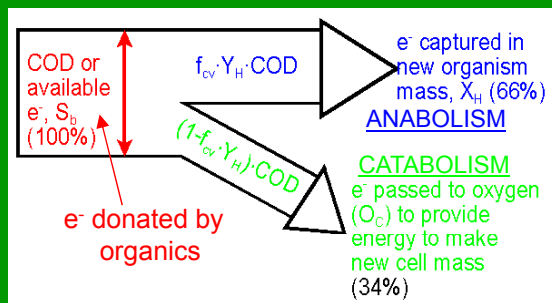 COD or
available
e-, S_b
(100%)
e- donated by
organics
f_cv·Y_H·COD
e- captured in
new organism
mass, X_H (66%)
ANABOLISM
(1-f_cv·Y_H)·COD
CATABOLISM
e- passed to oxygen
(O_C) to provide
energy to make
new cell mass
(34%)